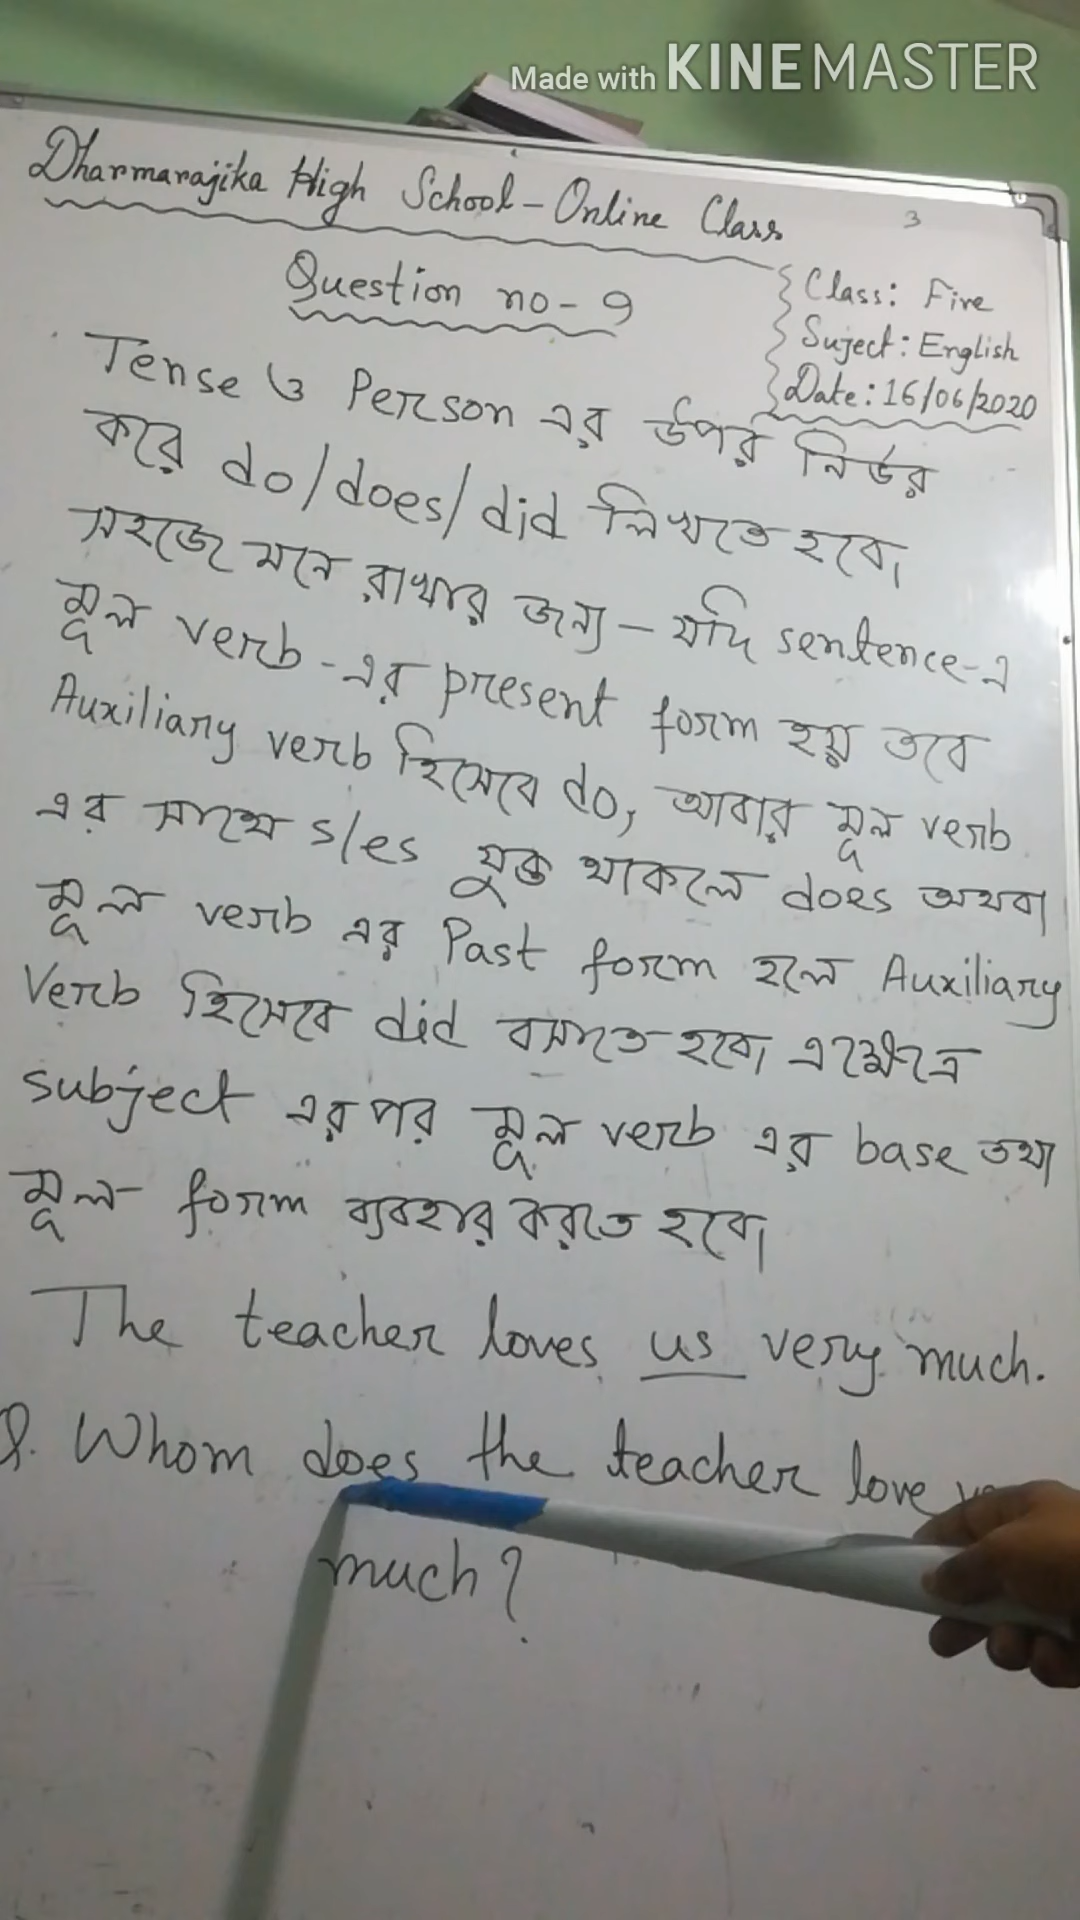 Made with KINEMASTER
Dharmarajika High School - Online Class
3
Class: Five
Suject: English
Date: 16/06/2020
Question no - 9
Tense ও Person এর উপর নির্ভর
করে do/does/did লিখতে হবে।
সহজে মনে রাখার জন্য – যদি sentence-এ
মূল verb-এর present form হয় তবে
Auxiliary verb হিসেবে do, আবার মূল verb
এর সাথে s/es যুক্ত থাকলে does অথবা
মূল verb এর Past form হলে Auxiliary
Verb হিসেবে did বসাতে হবে। এক্ষেত্রে
subject এর পর মূল verb এর base তথা
মূল form ব্যবহার করতে হবে।
The teacher loves us very much.
Q. Whom does the teacher love
much?